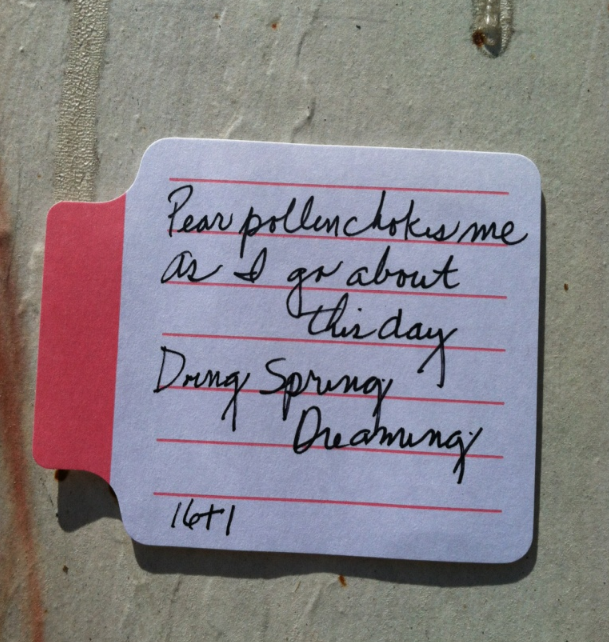 Pear pollen chokes me
as I go about
this day
Doing Spring
Dreaming
16+1